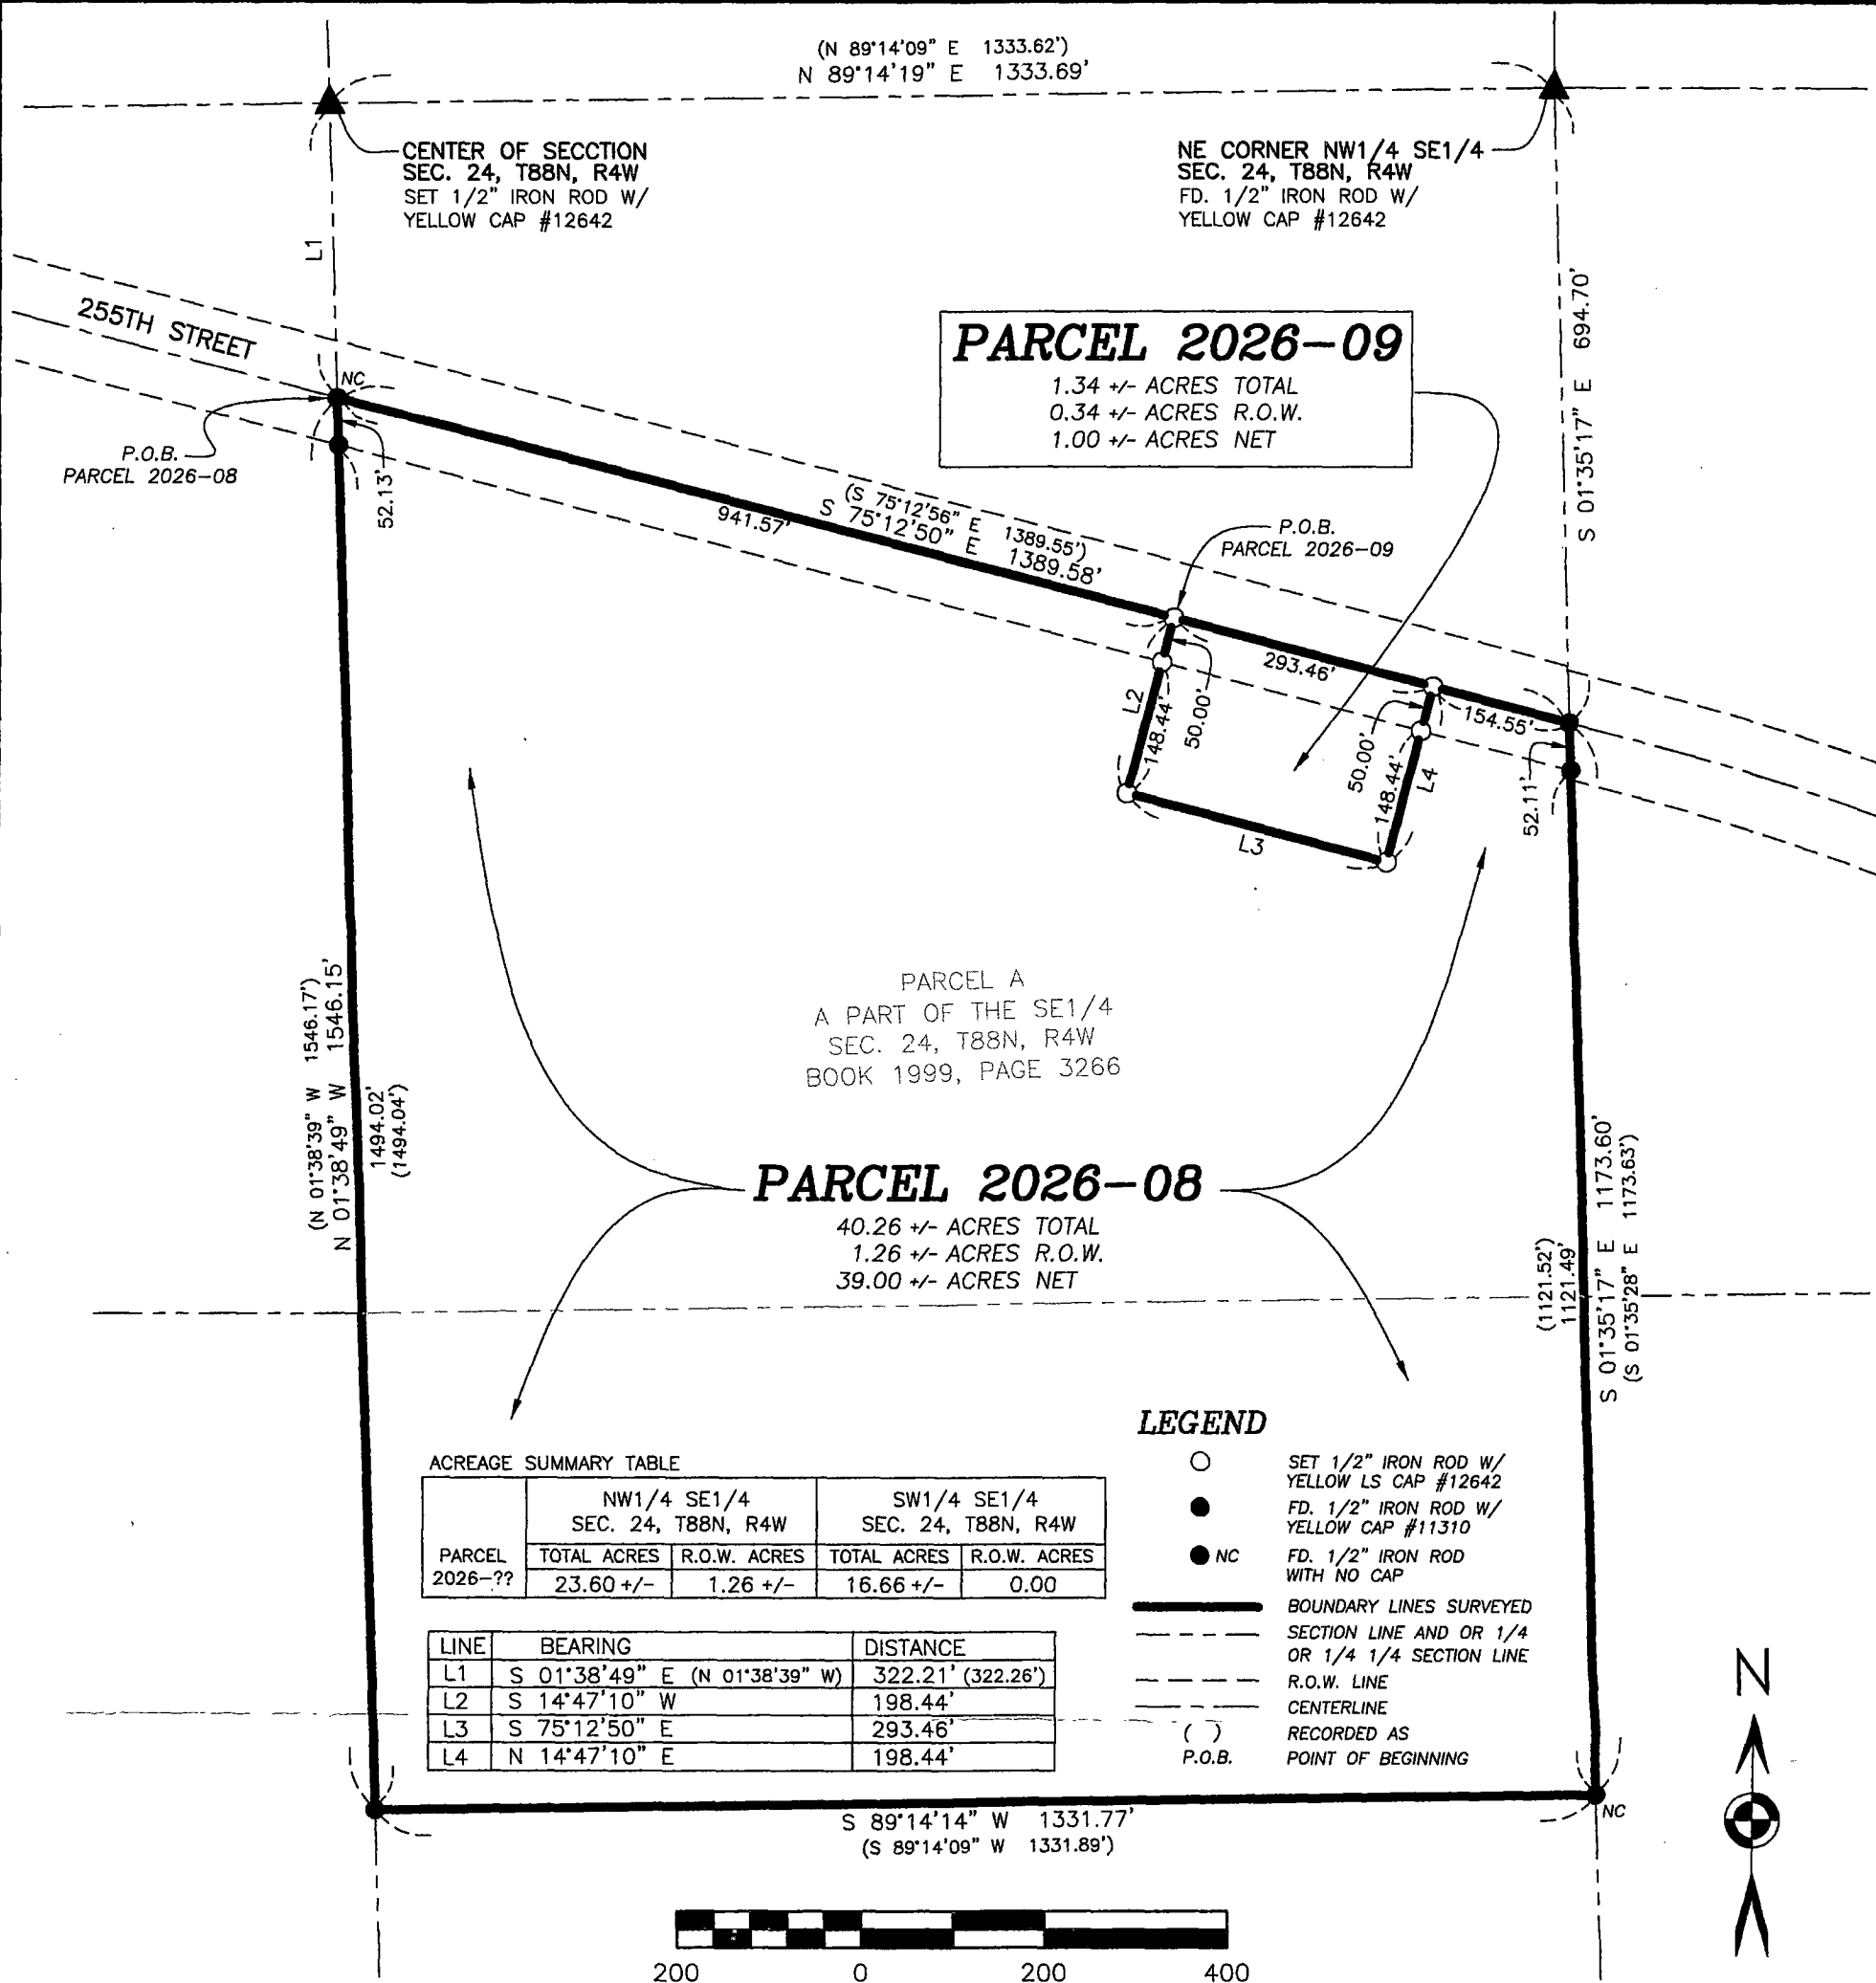 (N 89°14'09" E 1333.62')
N 89°14'19" E 1333.69'
CENTER OF SECCTION
SEC. 24, T88N, R4W
SET 1/2" IRON ROD W/
YELLOW CAP #12642
NE CORNER NW1/4 SE1/4
SEC. 24, T88N, R4W
FD. 1/2" IRON ROD W/
YELLOW CAP #12642
L1
S 01°35'17" E 694.70'
255TH STREET
PARCEL 2026-09
1.34 +/- ACRES TOTAL
0.34 +/- ACRES R.O.W.
1.00 +/- ACRES NET
NC
P.O.B.
PARCEL 2026-08
52.13'
941.57'
(S 75°12'56" E 1389.55')
S 75°12'50" E 1389.58'
P.O.B.
PARCEL 2026-09
293.46'
154.55'
L2
148.44'
50.00'
50.00'
148.44'
L4
52.11'
L3
PARCEL A
A PART OF THE SE1/4
SEC. 24, T88N, R4W
BOOK 1999, PAGE 3266
(N 01°38'39" W 1546.17')
N 01°38'49" W 1546.15'
1494.02'
(1494.04')
PARCEL 2026-08
40.26 +/- ACRES TOTAL
1.26 +/- ACRES R.O.W.
39.00 +/- ACRES NET
(1121.52')
1121.49'
S 01°35'17" E 1173.60'
(S 01°35'28" E 1173.63')
ACREAGE SUMMARY TABLE
NW1/4 SE1/4 SW1/4 SE1/4
SEC. 24, T88N, R4W SEC. 24, T88N, R4W
PARCEL TOTAL ACRES R.O.W. ACRES TOTAL ACRES R.O.W. ACRES
2026-?? 23.60 +/- 1.26 +/- 16.66 +/- 0.00
LINE BEARING DISTANCE
L1 S 01°38'49" E (N 01°38'39" W) 322.21' (322.26')
L2 S 14°47'10" W 198.44'
L3 S 75°12'50" E 293.46'
L4 N 14°47'10" E 198.44'
LEGEND
SET 1/2" IRON ROD W/
YELLOW LS CAP #12642
FD. 1/2" IRON ROD W/
YELLOW CAP #11310
NC FD. 1/2" IRON ROD
WITH NO CAP
BOUNDARY LINES SURVEYED
SECTION LINE AND OR 1/4
OR 1/4 1/4 SECTION LINE
R.O.W. LINE
CENTERLINE
( ) RECORDED AS
P.O.B. POINT OF BEGINNING
N
NC
S 89°14'14" W 1331.77'
(S 89°14'09" W 1331.89')
200 0 200 400